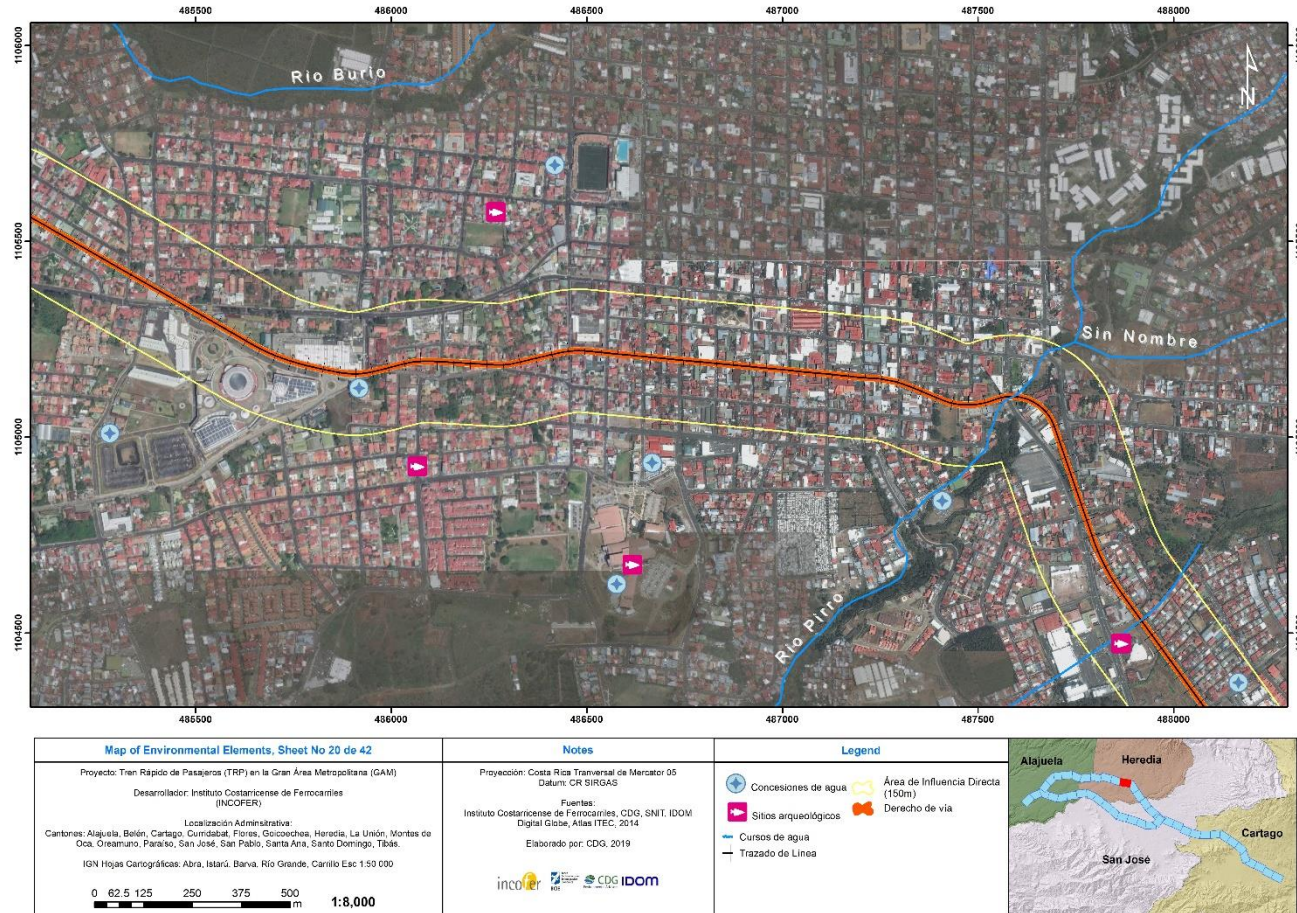 485500 486000 486500 487000 487500 488000
1106000
1105500
1105000
1104500
Rio Burio
N
Sin Nombre
Rio Pirro
485500 486000 486500 487000 487500 488000
Map of Environmental Elements, Sheet No 20 de 42
Proyecto: Tren Rápido de Pasajeros (TRP) en la Gran Área Metropolitana (GAM)
Desarrollador: Instituto Costarricense de Ferrocarriles
(INCOFER)
Localización Adminsitrativa:
Cantones: Alajuela, Belén, Cartago, Curridabat, Flores, Goicoechea, Heredia, La Unión, Montes de
Oca, Oreamuno, Paraíso, San José, San Pablo, Santa Ana, Santo Domingo, Tibás.
IGN Hojas Cartográficas: Abra, Istarú, Barva, Río Grande, Carrillo Esc 1:50 000
0 62.5 125 250 375 500
m
1:8,000
Notes
Proyección: Costa Rica Tranversal de Mercator 05
Datum: CR SIRGAS
Fuentes:
Instituto Costarricense de Ferrocarriles, CDG, SNIT, IDOM
Digital Globe, Atlas ITEC, 2014
Elaborado por: CDG, 2019
incofer
CDG
IDOM
Legend
Concesiones de agua
Sitios arqueológicos
Cursos de agua
Trazado de Línea
Área de Influencia Directa
(150m)
Derecho de vía
Alajuela
Heredia
San José
Cartago